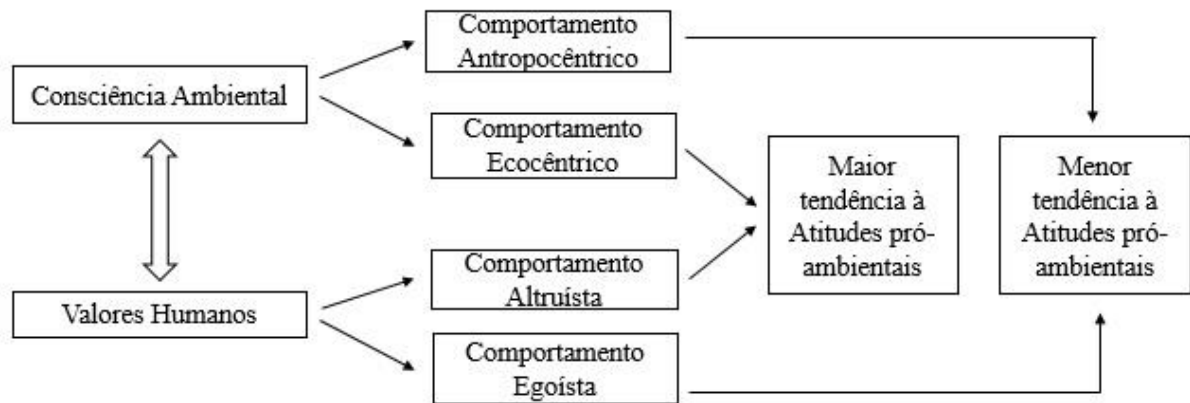 Comportamento
Antropocêntrico
Consciência Ambiental
Comportamento
Ecocêntrico
Maior
tendência à
Atitudes pró-
ambientais
Menor
tendência à
Atitudes pró-
ambientais
Comportamento
Altruísta
Valores Humanos
Comportamento
Egoísta